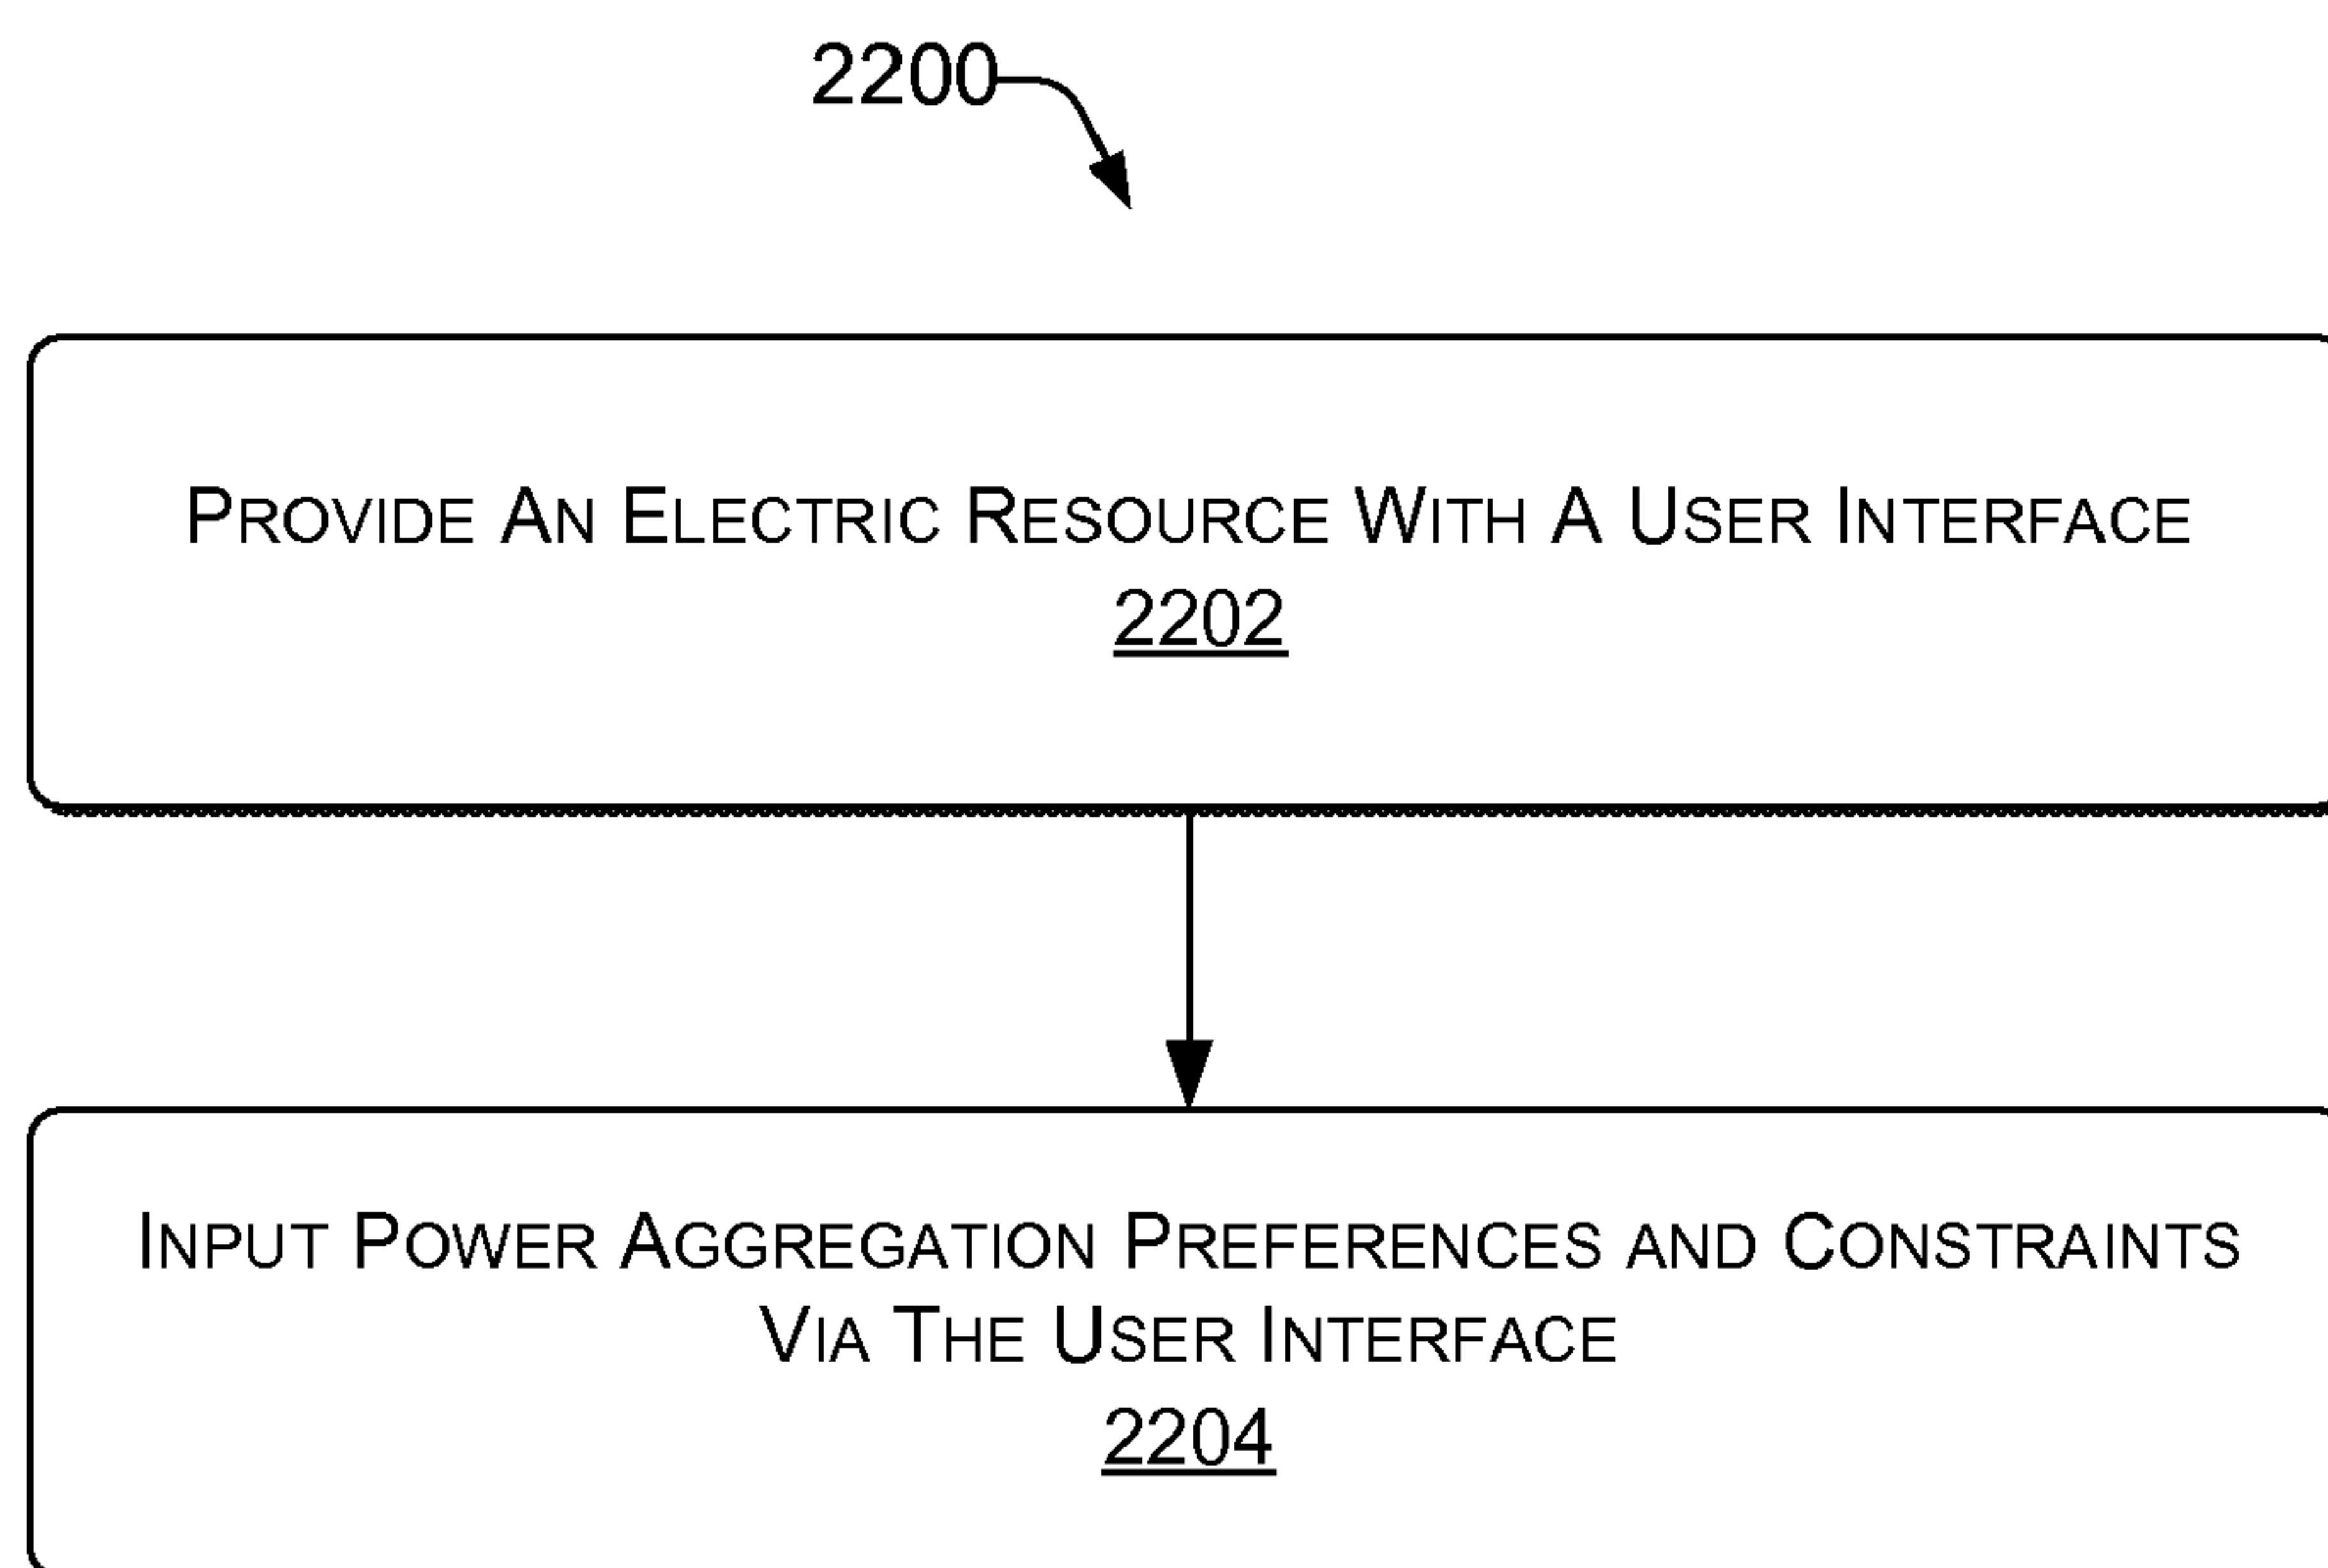 2200
PROVIDE AN ELECTRIC RESOURCE WITH A USER INTERFACE
2202
INPUT POWER AGGREGATION PREFERENCES AND CONSTRAINTS
VIA THE USER INTERFACE
2204